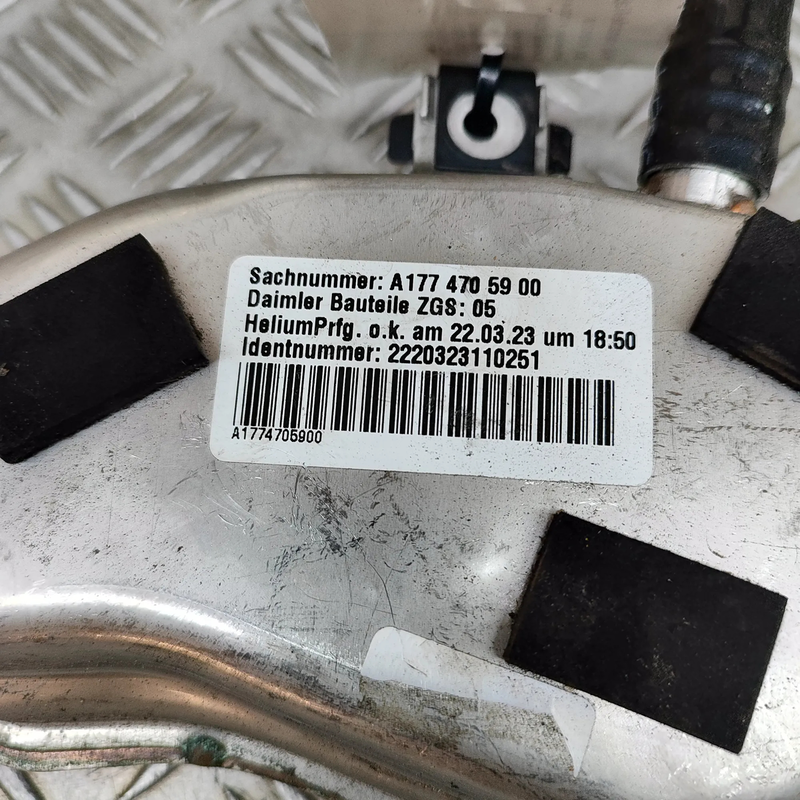 Sachnummer: A177 470 59 00
Daimler Bauteile ZGS: 05
HeliumPrfg. o.k. am 22.03.23 um 18:50
Identnummer: 2220323110251
A1774705900